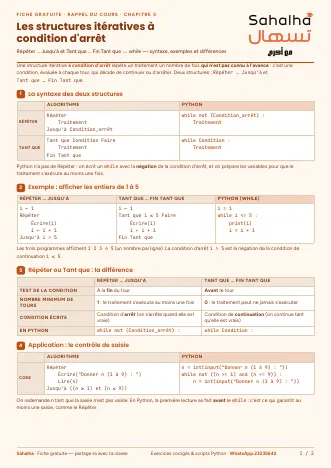 FICHE GRATUITE · RAPPEL DU COURS · CHAPITRE 5
Sahalha
Les structures itératives à
condition d'arrêt
تسهال
Répéter … Jusqu'à et Tant que … Fin Tant que → while — syntaxe, exemples et différences
Une structure itérative à condition d'arrêt répète un traitement un nombre de fois qui n'est pas connu à l'avance : c'est une
condition, évaluée à chaque tour, qui décide de continuer ou d'arrêter. Deux structures : Répéter … Jusqu'à et
Tant que … Fin Tant que.
1 La syntaxe des deux structures
ALGORITHME PYTHON
RÉPÉTER
Répéter
Traitement
Jusqu'à Condition_arrêt
while not (Condition_arrêt) :
Traitement
TANT QUE
Tant que Condition Faire
Traitement
Fin Tant que
while Condition :
Traitement
Python n'a pas de Répéter : on écrit un while avec la négation de la condition d'arrêt, et on prépare les variables pour que le
traitement s'exécute au moins une fois.
2 Exemple : afficher les entiers de 1 à 5
RÉPÉTER … JUSQU'À TANT QUE … FIN TANT QUE PYTHON (WHILE)
i ← 1
Répéter
Écrire(i)
i ← i + 1
Jusqu'à i > 5
i ← 1
Tant que i ≤ 5 Faire
Écrire(i)
i ← i + 1
Fin Tant que
i = 1
while i <= 5 :
print(i)
i = i + 1
Les trois programmes affichent 1 2 3 4 5 (un nombre par ligne). La condition d'arrêt i > 5 est la négation de la condition de
continuation i ≤ 5.
3 Répéter ou Tant que : la différence
RÉPÉTER … JUSQU'À TANT QUE … FIN TANT QUE
TEST DE LA CONDITION À la fin du tour Avant le tour
NOMBRE MINIMUM DE
TOURS
1 : le traitement s'exécute au moins une fois 0 : le traitement peut ne jamais s'exécuter
CONDITION ÉCRITE
Condition d'arrêt (on s'arrête quand elle est
vraie)
Condition de continuation (on continue tant
qu'elle est vraie)
EN PYTHON while not (Condition_arrêt) : while Condition :
4 Application : le contrôle de saisie
ALGORITHME PYTHON
CODE
Répéter
Écrire("Donner n (1 à 9) : ")
Lire(n)
Jusqu'à ((n ≥ 1) et (n ≤ 9))
n = int(input("Donner n (1 à 9) : "))
while not ((n >= 1) and (n <= 9)) :
n = int(input("Donner n (1 à 9) : "))
On redemande n tant que la saisie n'est pas valide. En Python, la première lecture se fait avant le while : c'est ce qui garantit au
moins une saisie, comme le Répéter.
Sahalha · Fiche gratuite — partage-la avec ta classe Exercices corrigés & scripts Python : WhatsApp 23235642 1 / 2